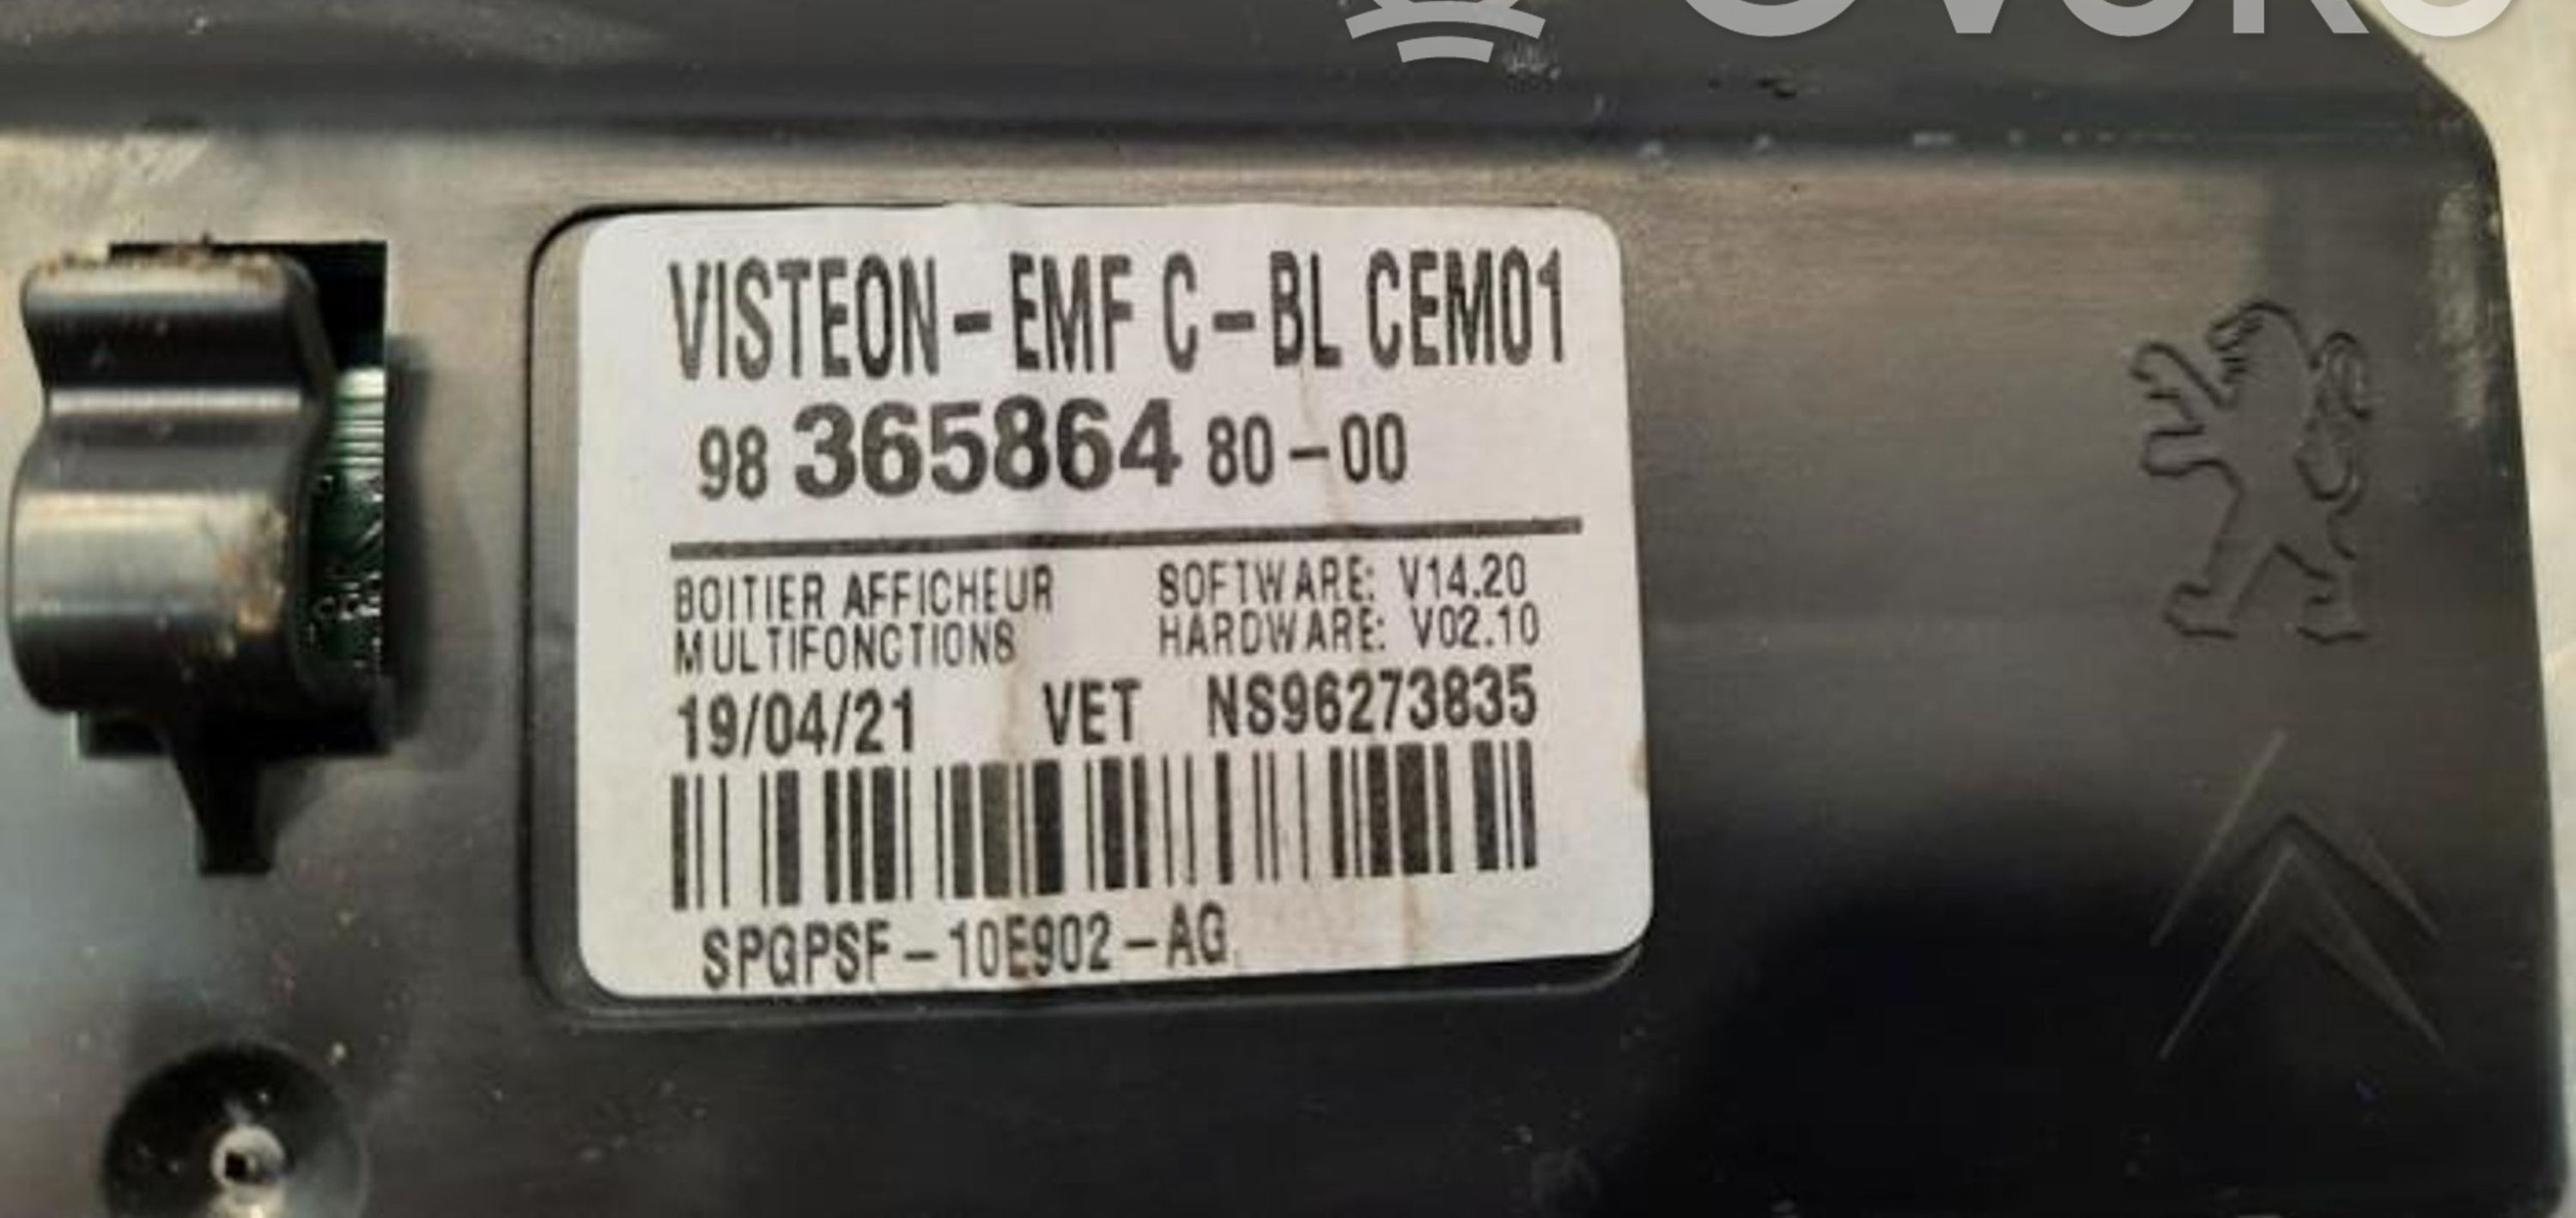 VISTEON-EMF C-BL CEM01
98 365864 80-00
BOITIER AFFICHEUR
MULTIFONCTIONS
SOFTWARE: V14.20
HARDWARE: V02.10
19/04/21 VET NS96273835
SPGPSF-10E902-AG